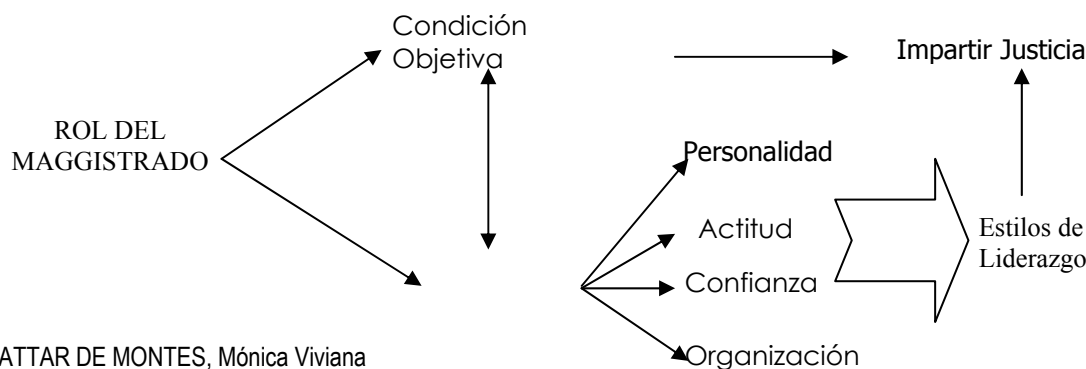 Condición
Objetiva
Impartir Justicia
ROL DEL
MAGGISTRADO
Personalidad
Actitud
Estilos de
Liderazgo
Confianza
ATTAR DE MONTES, Mónica Viviana
Organización